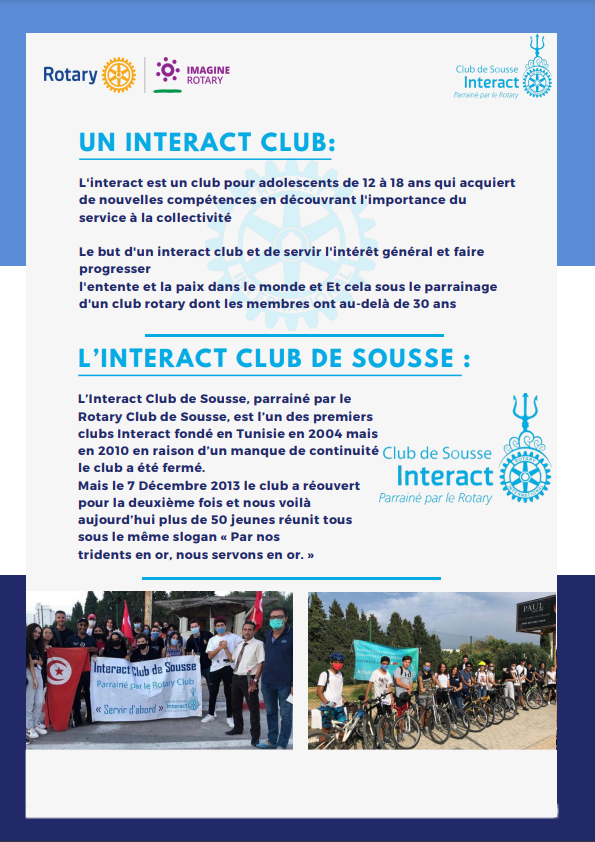 Rotary
IMAGINE
ROTARY
Club de Sousse
Interact
Parrainé par le Rotary
UN INTERACT CLUB:
L'interact est un club pour adolescents de 12 à 18 ans qui acquiert
de nouvelles compétences en découvrant l'importance du
service à la collectivité
Le but d'un interact club et de servir l'intérêt général et faire
progresser
l'entente et la paix dans le monde et Et cela sous le parrainage
d'un club rotary dont les membres ont au-delà de 30 ans
L’INTERACT CLUB DE SOUSSE :
L’Interact Club de Sousse, parrainé par le
Rotary Club de Sousse, est l’un des premiers
clubs Interact fondé en Tunisie en 2004 mais
en 2010 en raison d’un manque de continuité
le club a été fermé.
Mais le 7 Décembre 2013 le club a réouvert
pour la deuxième fois et nous voilà
aujourd’hui plus de 50 jeunes réunit tous
sous le même slogan « Par nos
tridents en or, nous servons en or. »
Club de Sousse
Interact
Parrainé par le Rotary
Interact Club de Sousse
Parrainé par le Rotary Club
« Servir d'abord »
PAUL